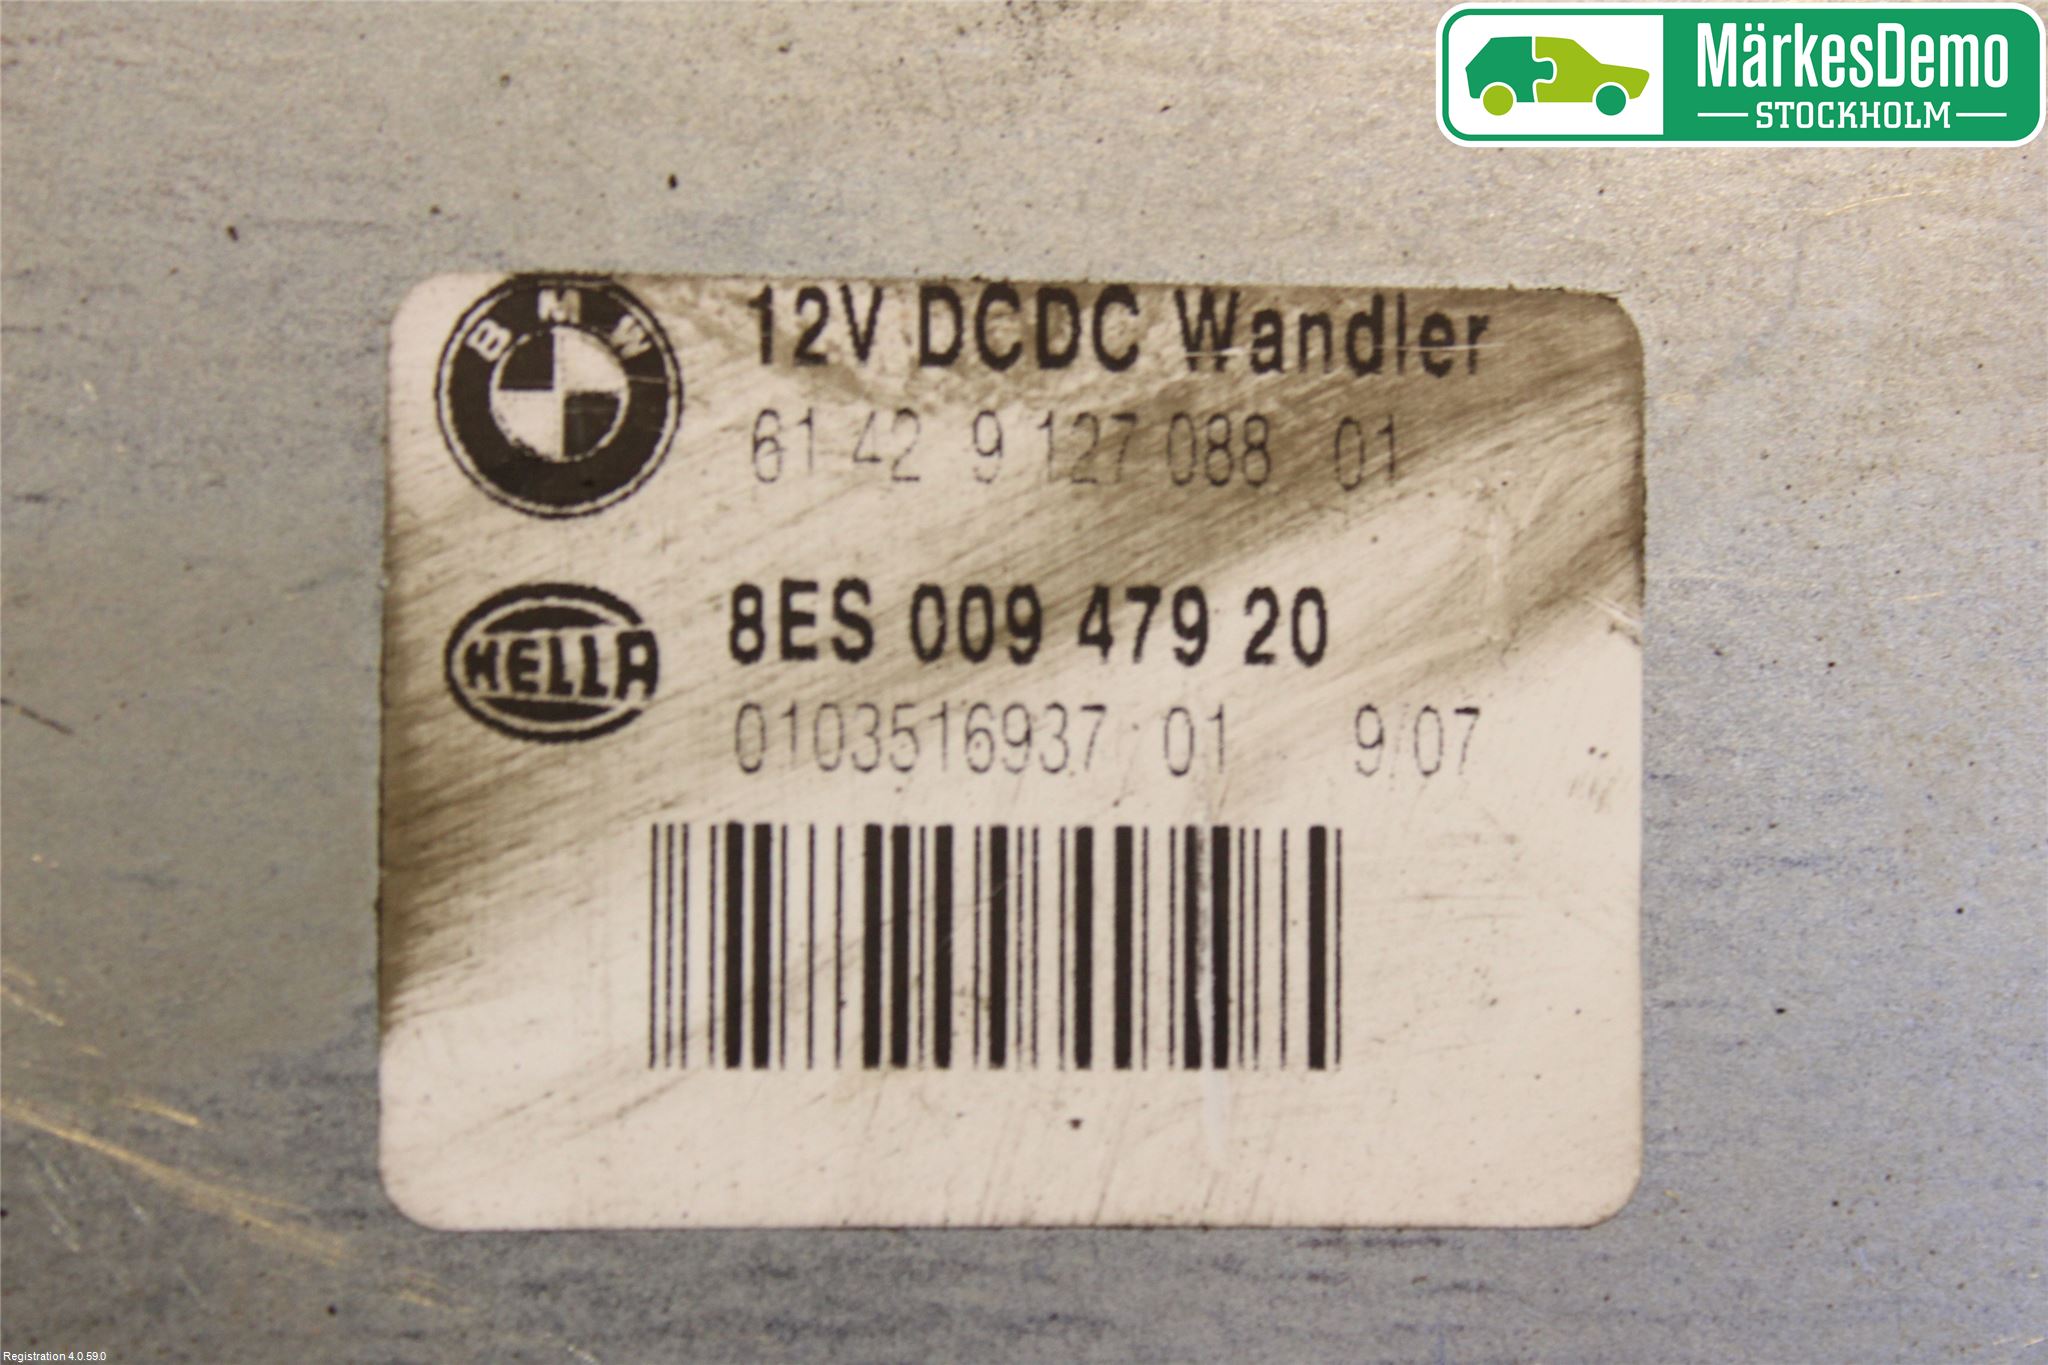 MärkesDemo
STOCKHOLM
BMW
12V DCDC Wandler
61 42 9 127 088 01
HELLA
8ES 009 479 20
0103516937 01 9/07
Registration 4.0.59.0